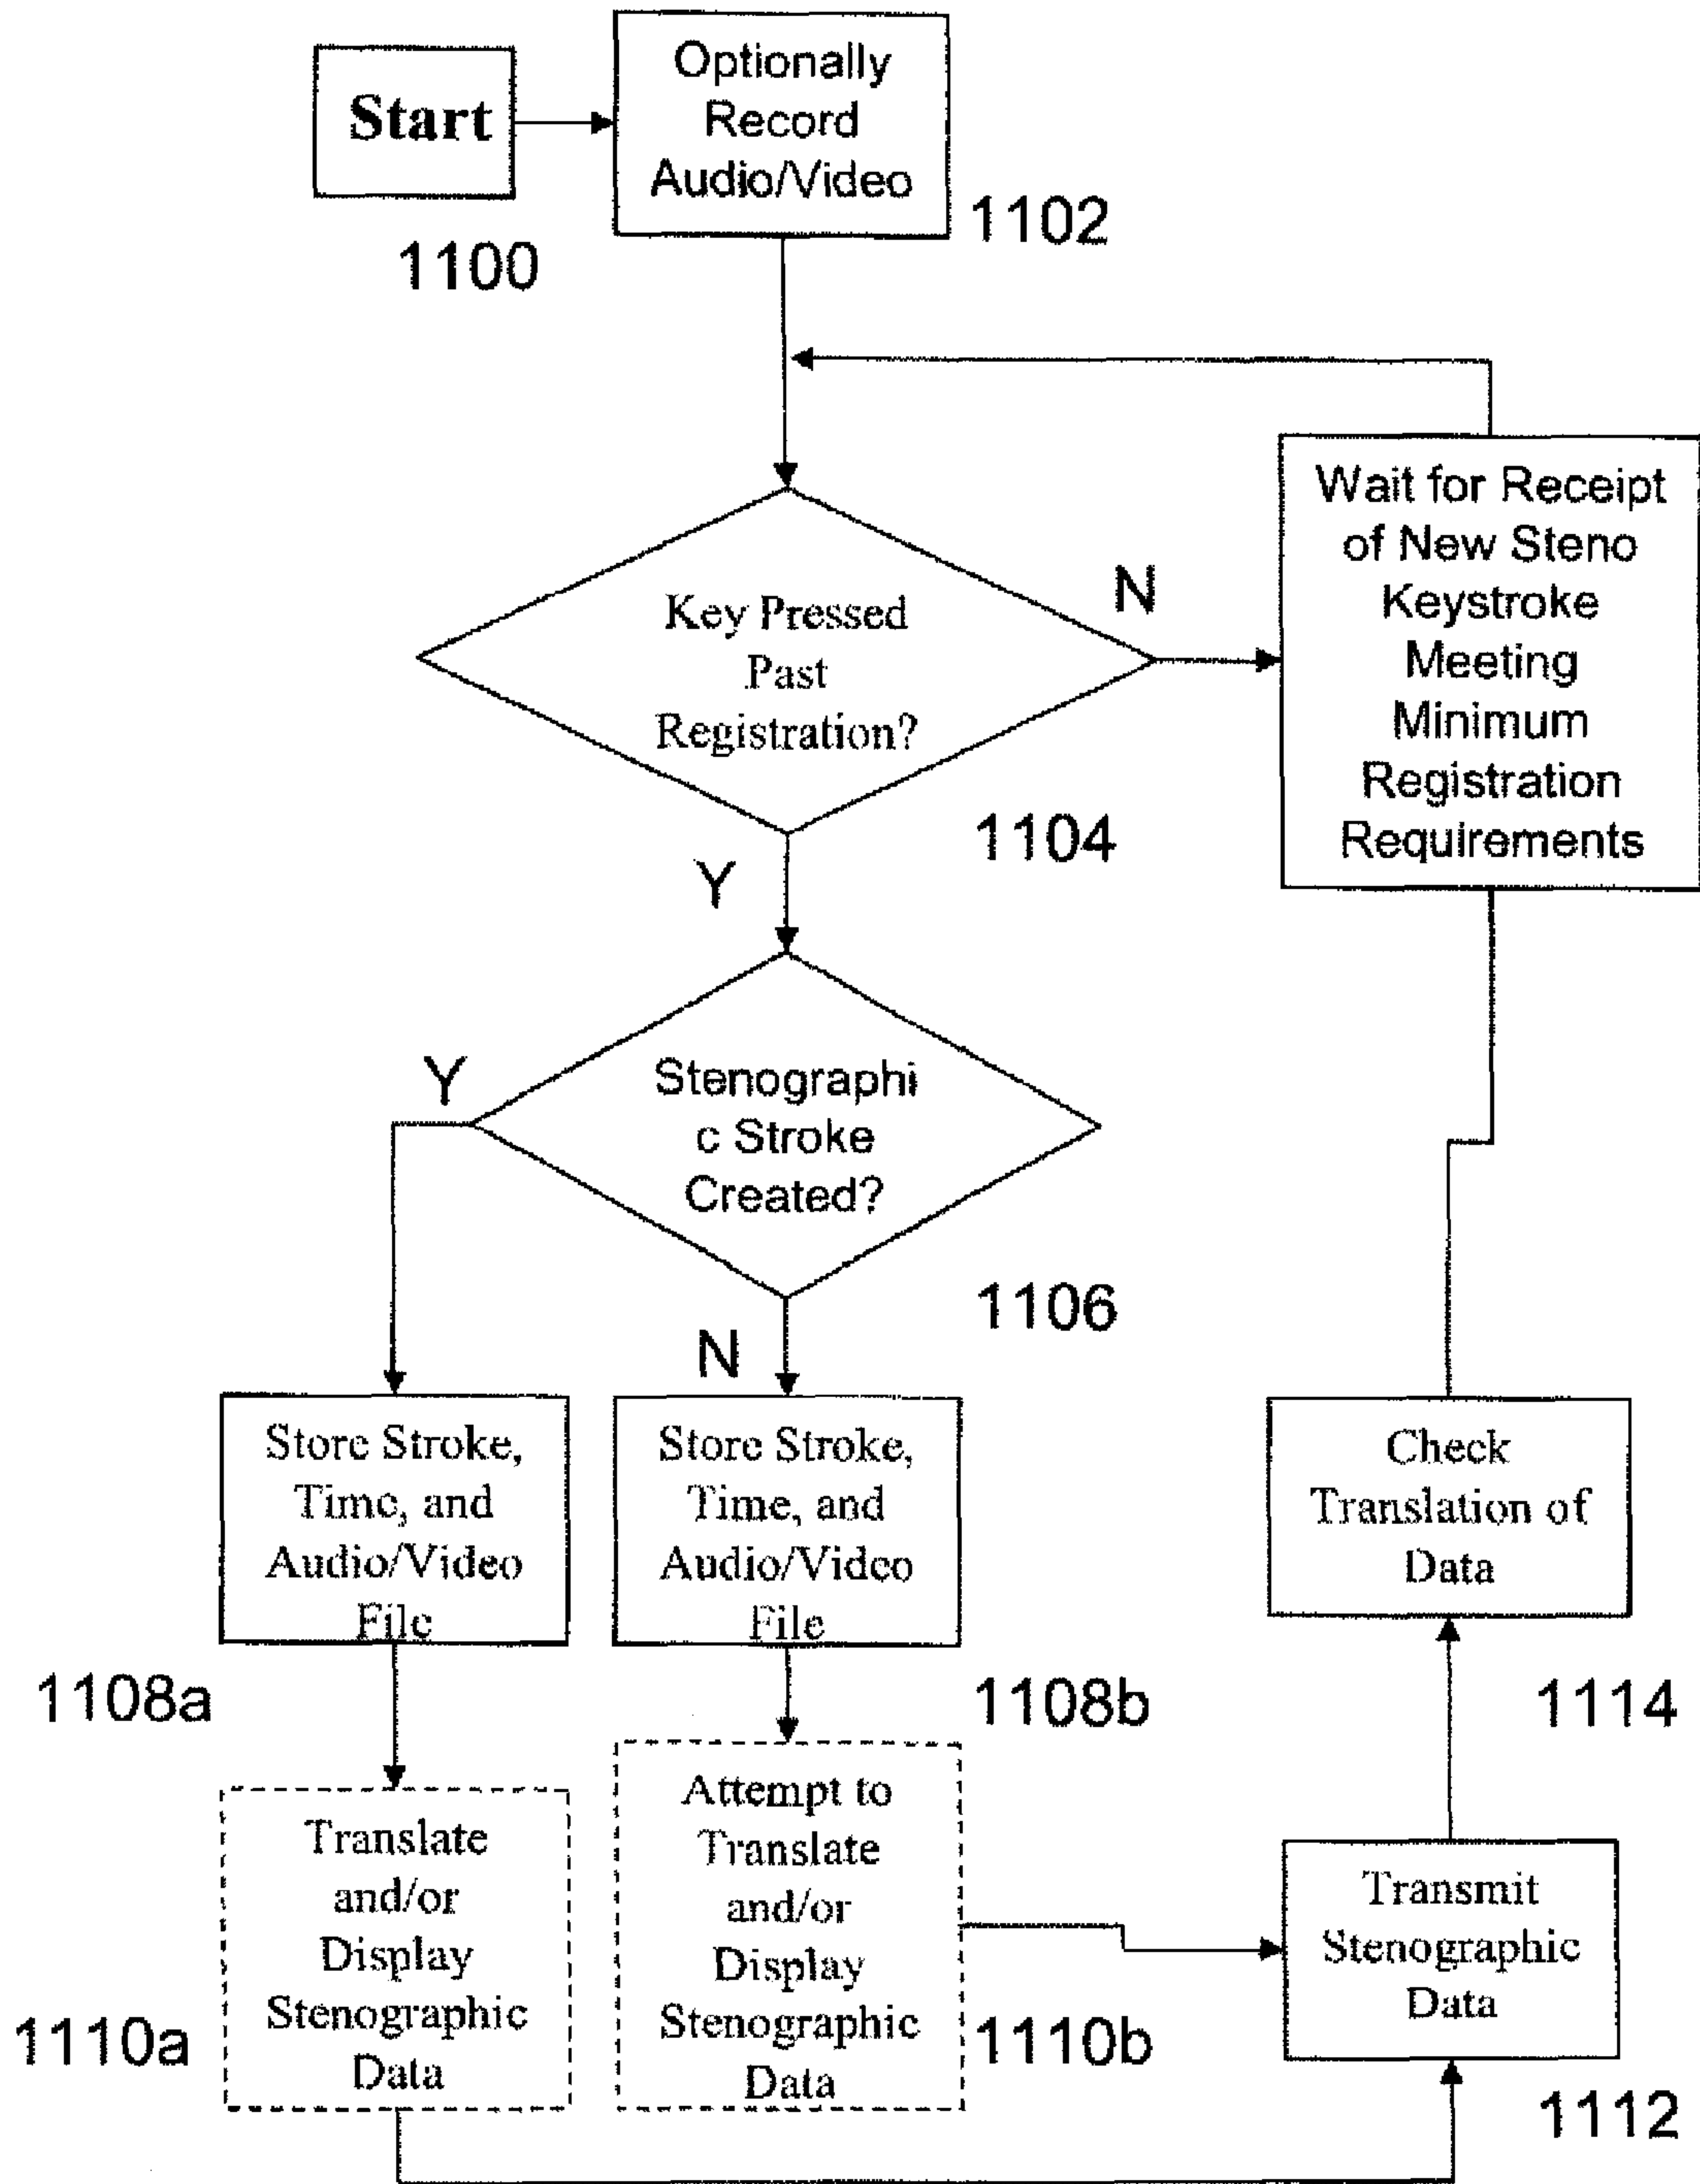 Start
1100
Optionally
Record
Audio/Video
1102
Key Pressed
Past
Registration?
1104
N
Wait for Receipt
of New Steno
Keystroke
Meeting
Minimum
Registration
Requirements
Y
Stenographi
c Stroke
Created?
1106
Y
N
Store Stroke,
Time, and
Audio/Video
File
1108a
Store Stroke,
Time, and
Audio/Video
File
1108b
Translate
and/or
Display
Stenographic
Data
1110a
Attempt to
Translate
and/or
Display
Stenographic
Data
1110b
Transmit
Stenographic
Data
1112
Check
Translation of
Data
1114